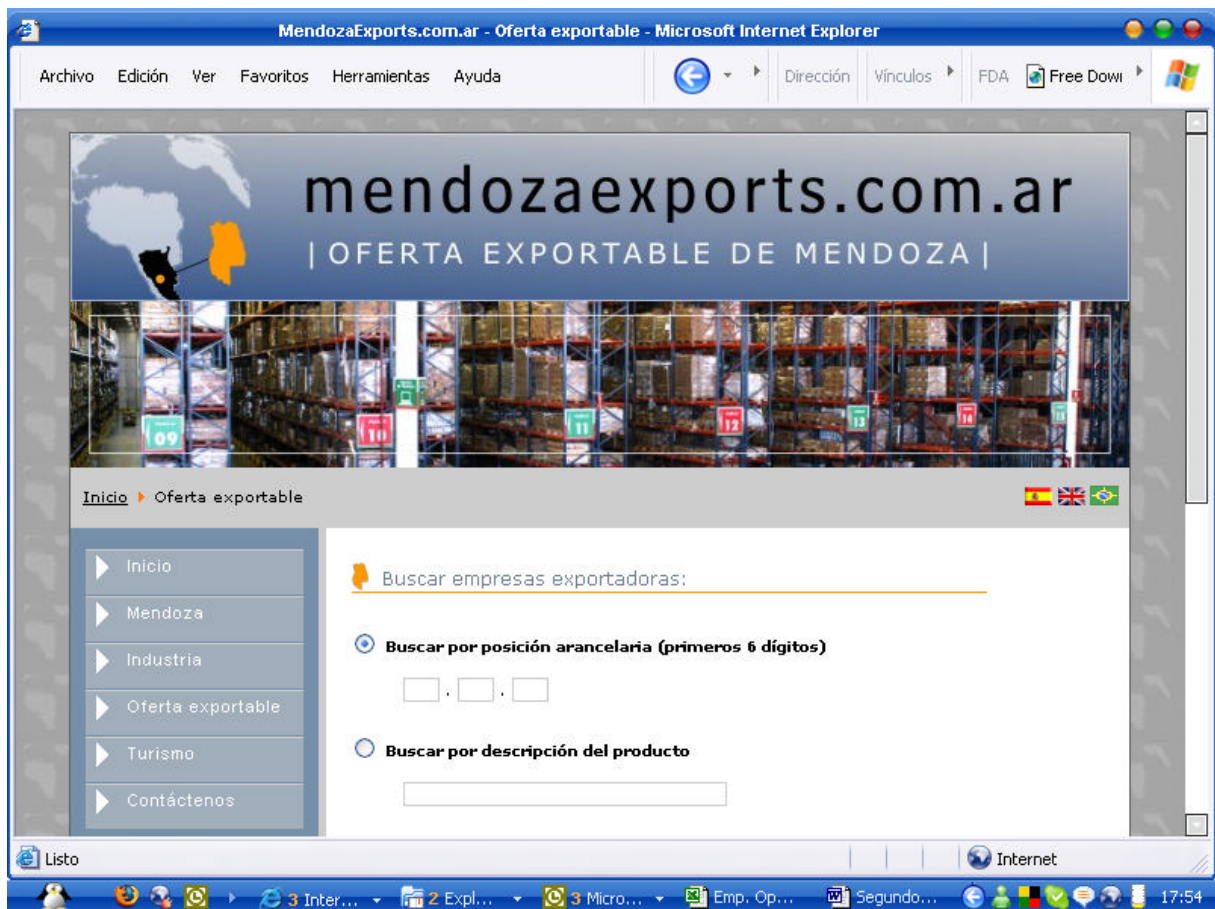 MendozaExports.com.ar - Oferta exportable - Microsoft Internet Explorer
Archivo Edición Ver Favoritos Herramientas Ayuda Dirección Vínculos FDA Free Dow
mendozaexports.com.ar
|OFERTA EXPORTABLE DE MENDOZA|
09 10 11 12 13 14 15
Inicio Oferta exportable
Inicio
Mendoza
Industria
Oferta exportable
Turismo
Contáctenos
Buscar empresas exportadoras:
Buscar por posición arancelaria (primeros 6 dígitos)
. .
Buscar por descripción del producto
Listo Internet
3 Inter... 2 Expl... 3 Micro... Emp. Op... Segundo... 17:54